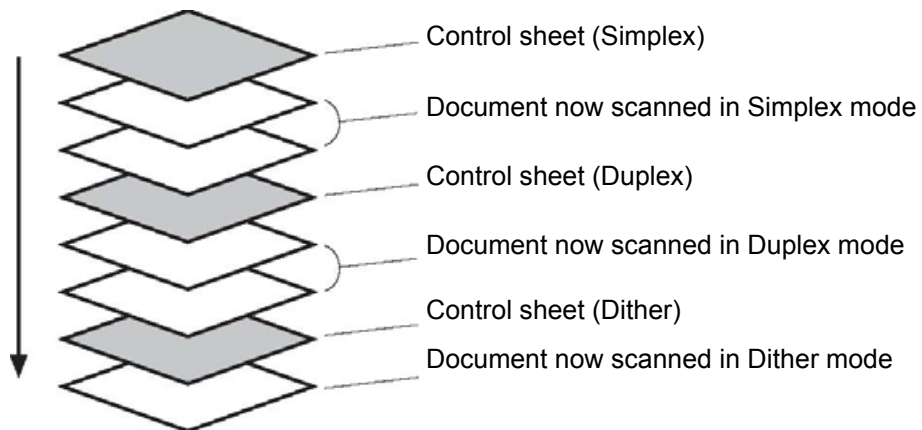 Control sheet (Simplex)
Document now scanned in Simplex mode
Control sheet (Duplex)
Document now scanned in Duplex mode
Control sheet (Dither)
Document now scanned in Dither mode